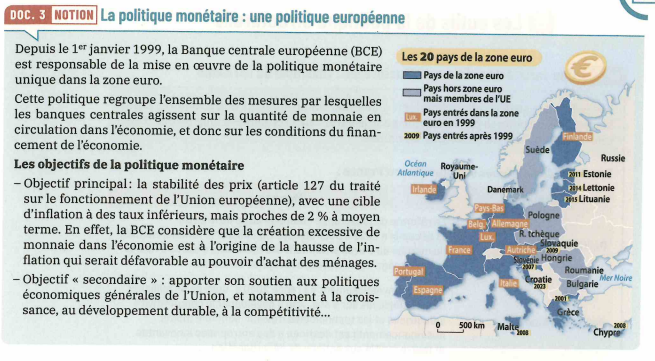 DOC. 3 NOTION La politique monétaire : une politique européenne
Depuis le 1er janvier 1999, la Banque centrale européenne (BCE)
est responsable de la mise en œuvre de la politique monétaire
unique dans la zone euro.
Cette politique regroupe l'ensemble des mesures par lesquelles
les banques centrales agissent sur la quantité de monnaie en
circulation dans l'économie, et donc sur les conditions du finan-
cement de l'économie.
Les objectifs de la politique monétaire
– Objectif principal : la stabilité des prix (article 127 du traité
sur le fonctionnement de l'Union européenne), avec une cible
d'inflation à des taux inférieurs, mais proches de 2 % à moyen
terme. En effet, la BCE considère que la création excessive de
monnaie dans l'économie est à l'origine de la hausse de l'in-
flation qui serait défavorable au pouvoir d'achat des ménages.
– Objectif « secondaire » : apporter son soutien aux politiques
économiques générales de l'Union, et notamment à la crois-
sance, au développement durable, à la compétitivité...
Les 20 pays de la zone euro
€
Pays de la zone euro
Pays hors zone euro
mais membres de l'UE
Lux. Pays entrés dans la zone
euro en 1999
2009 Pays entrés après 1999
Finlande
Suède
Russie
Océan
Atlantique
Royaume-
Uni
2011 Estonie
2014 Lettonie
2015 Lituanie
Irlande
Danemark
Pays-Bas
Pologne
Belg.
Allemagne
Lux.
R. tchèque
Slovaquie
2009
France
Autriche
Hongrie
Slovénie
2007
Roumanie
Mer Noire
Portugal
Croatie
2023
Bulgarie
Espagne
Italie
2001
Grèce
0 500 km
Malte
2008
Chypre
2008